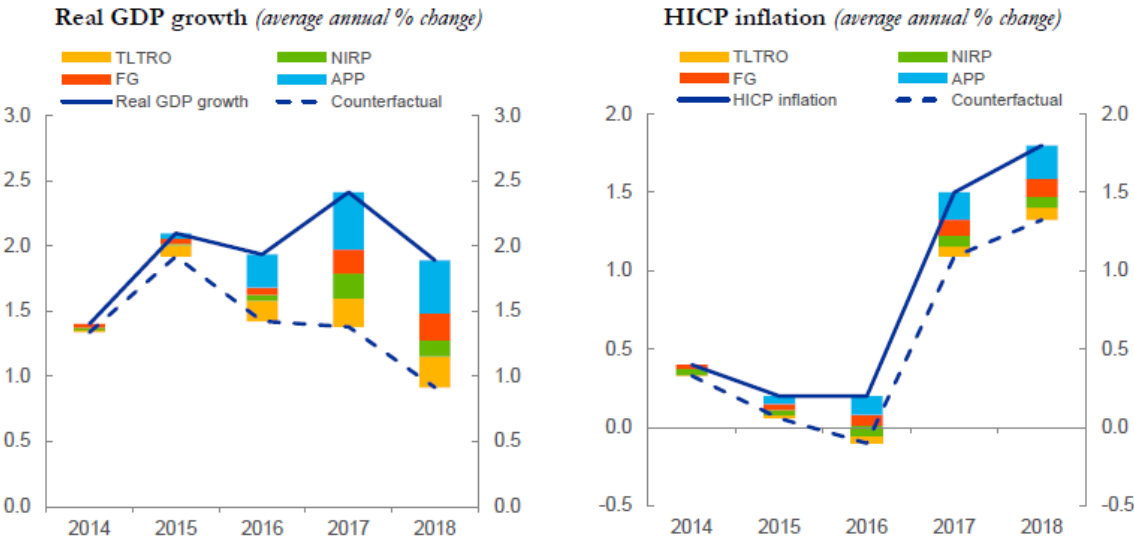 Real GDP growth (average annual % change)
TLTRO NIRP
FG APP
Real GDP growth Counterfactual
3.0 3.0
2.5 2.5
2.0 2.0
1.5 1.5
1.0 1.0
0.5 0.5
0.0 0.0
2014 2015 2016 2017 2018
HICP inflation (average annual % change)
TLTRO NIRP
FG APP
HICP inflation Counterfactual
2.0 2.0
1.5 1.5
1.0 1.0
0.5 0.5
0.0 0.0
-0.5 -0.5
2014 2015 2016 2017 2018